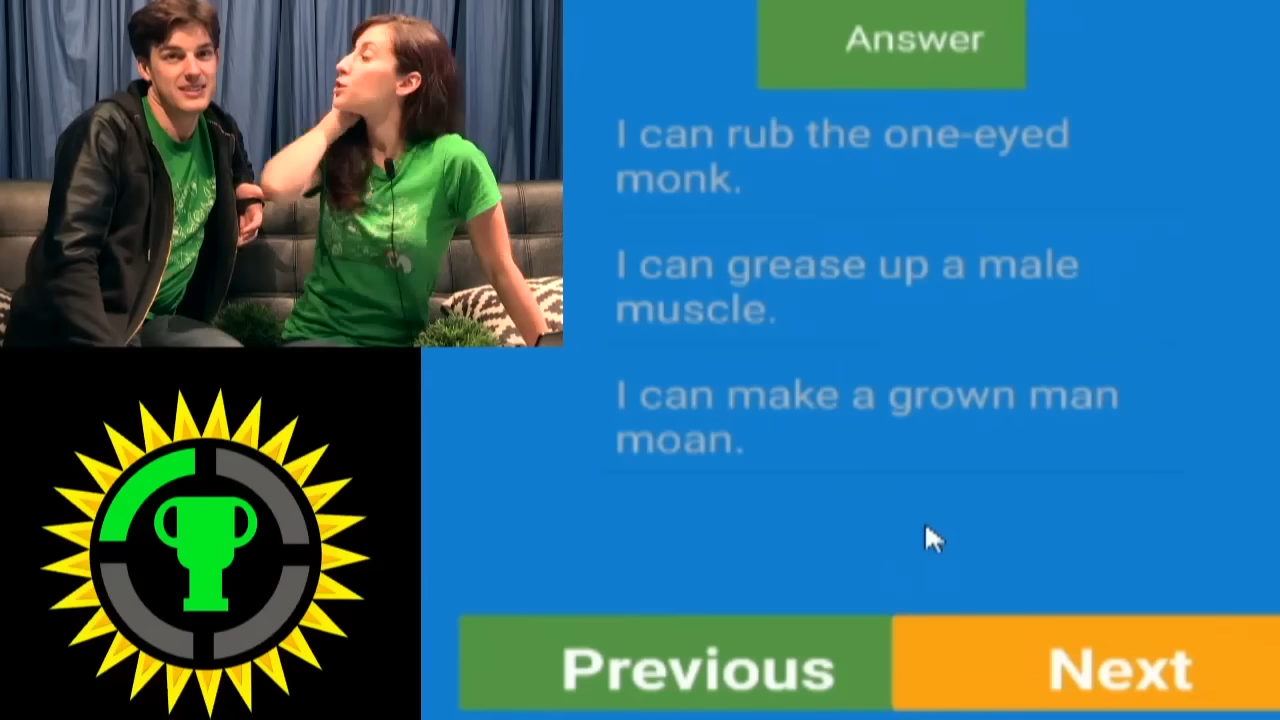 Answer
I can rub the one-eyed
monk.
I can grease up a male
muscle.
I can make a grown man
moan.
Previous
Next